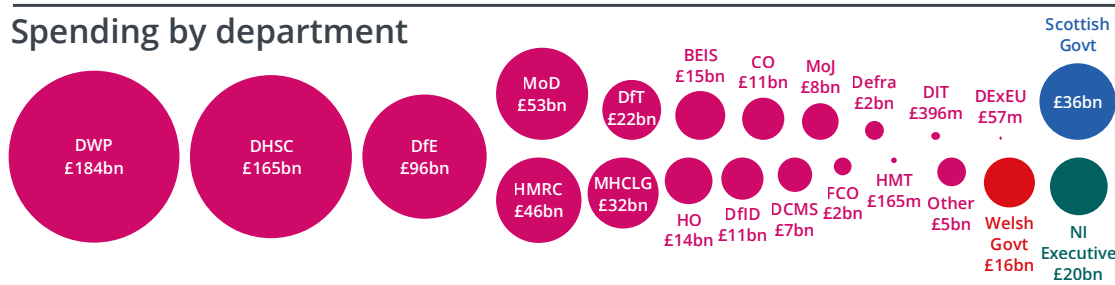 Spending by department
DWP
£184bn
DHSC
£165bn
DfE
£96bn
MoD
£53bn
HMRC
£46bn
DfT
£22bn
MHCLG
£32bn
BEIS
£15bn
HO
£14bn
CO
£11bn
DfID
£11bn
MoJ
£8bn
DCMS
£7bn
Defra
£2bn
FCO
£2bn
DIT
£396m
HMT
£165m
DExEU
£57m
Other
£5bn
Scottish
Govt
£36bn
Welsh
Govt
£16bn
NI
Executive
£20bn